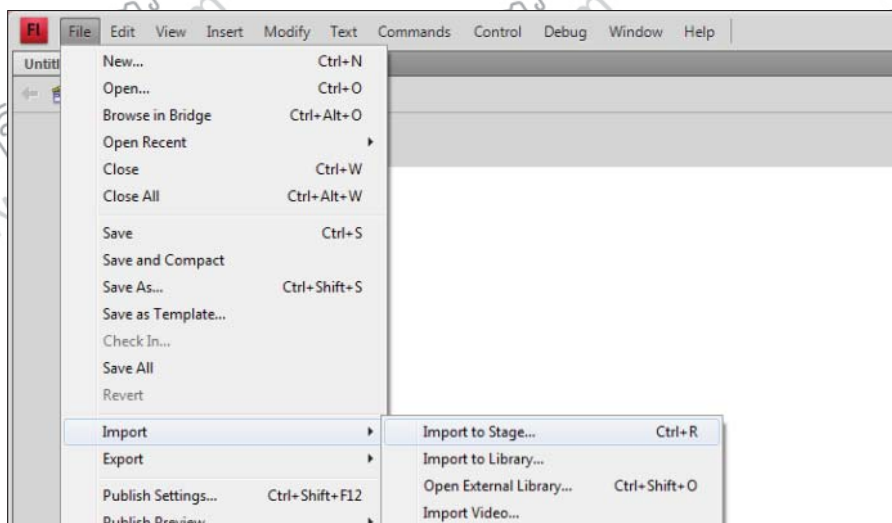 Fl File Edit View Insert Modify Text Commands Control Debug Window Help
Untitl
New... Ctrl+N
Open... Ctrl+O
Browse in Bridge Ctrl+Alt+O
Open Recent
Close Ctrl+W
Close All Ctrl+Alt+W
Save Ctrl+S
Save and Compact
Save As... Ctrl+Shift+S
Save as Template...
Check In...
Save All
Revert
Import
Import to Stage... Ctrl+R
Export
Import to Library...
Open External Library... Ctrl+Shift+O
Publish Settings... Ctrl+Shift+F12
Import Video...
Publish Preview